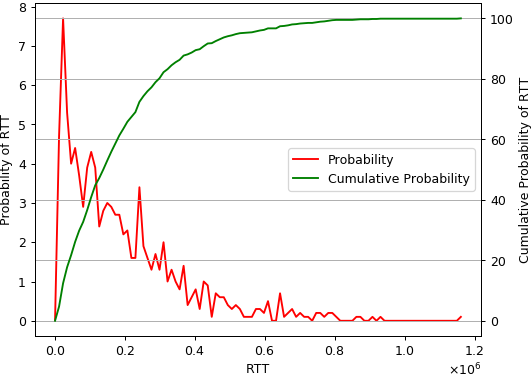 Probability of RTT
8
7
6
5
4
3
2
1
0
Probability
Cumulative Probability
100
80
60
40
20
0
Cumulative Probability of RTT
0.0 0.2 0.4 0.6 0.8 1.0 1.2
RTT
×10⁶